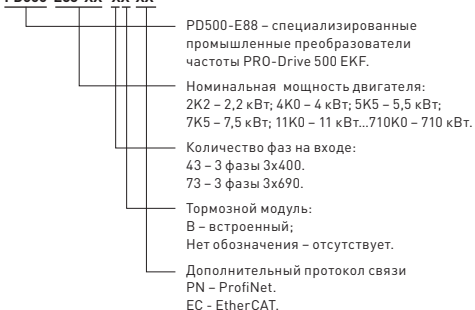 PD500-E88-XX-XX XX
PD500-E88 – специализированные
промышленные преобразователи
частоты PRO-Drive 500 EKF.
Номинальная мощность двигателя:
2K2 – 2,2 кВт; 4K0 – 4 кВт; 5K5 – 5,5 кВт;
7K5 – 7,5 кВт; 11K0 – 11 кВт...710K0 – 710 кВт.
Количество фаз на входе:
43 – 3 фазы 3х400.
73 – 3 фазы 3х690.
Тормозной модуль:
B – встроенный;
Нет обозначения – отсутствует.
Дополнительный протокол связи
PN – ProfiNet.
EC - EtherCAT.